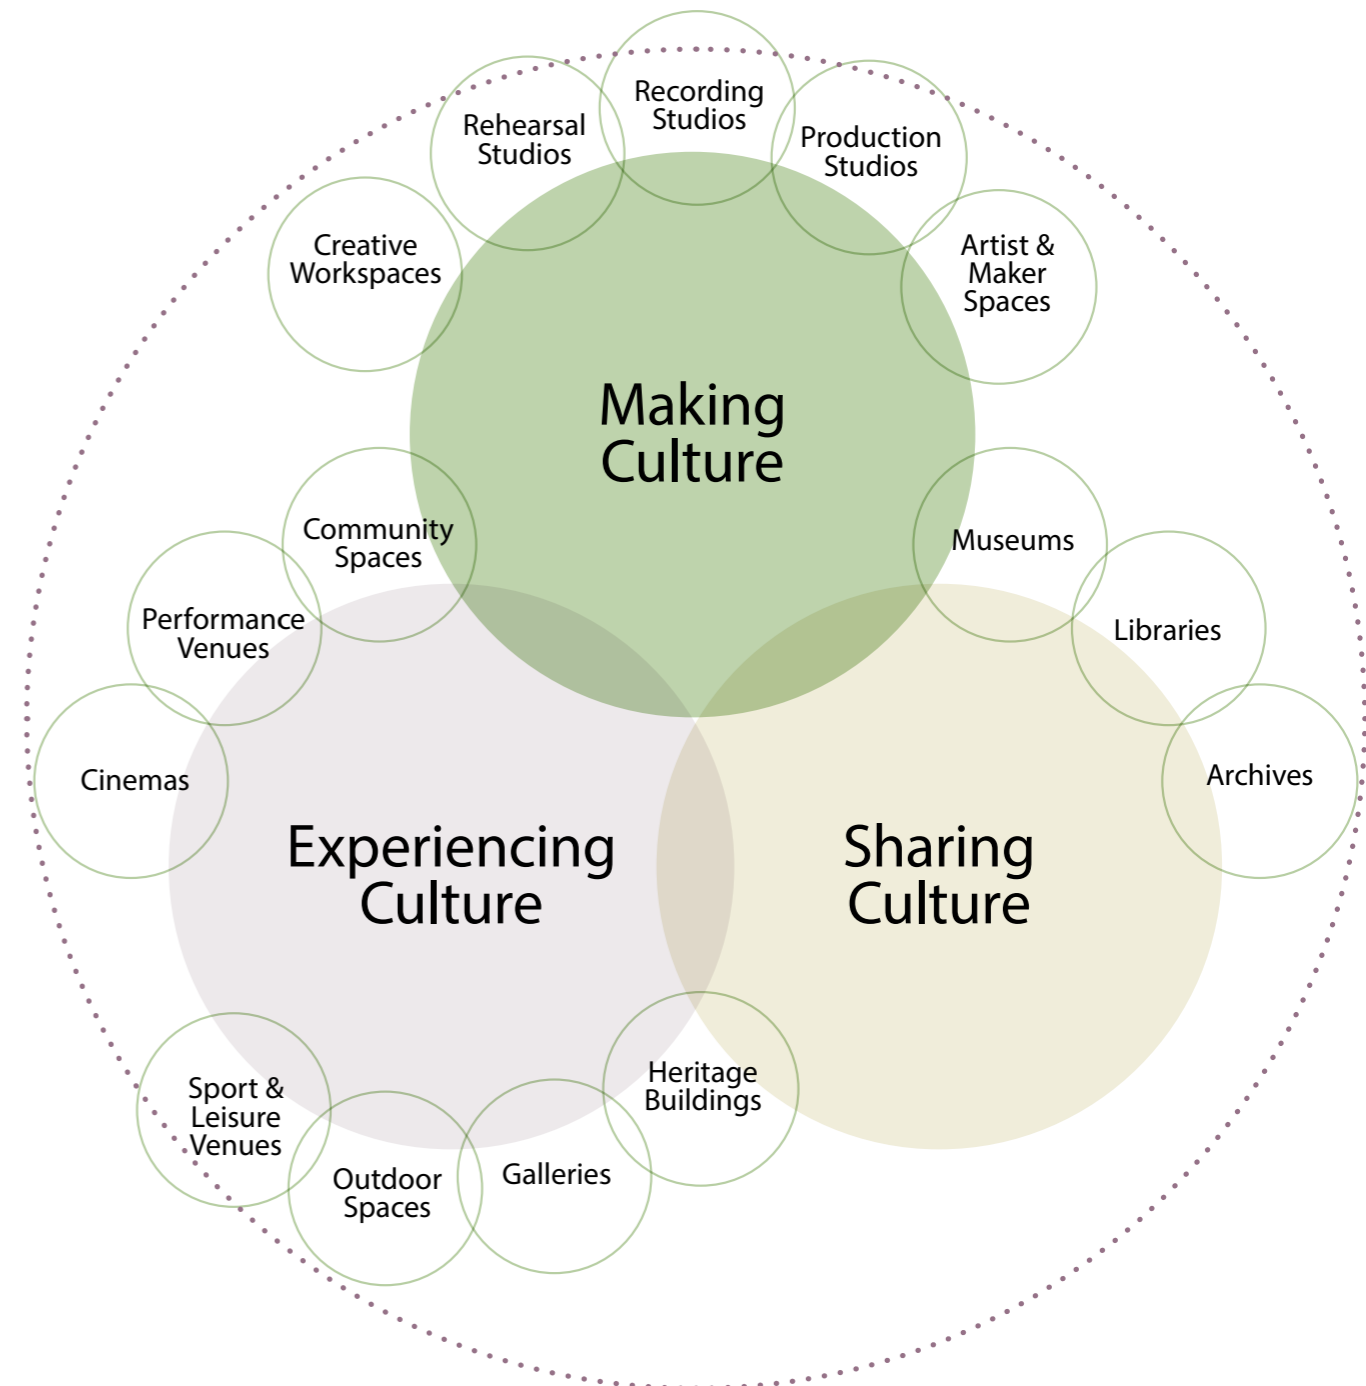 Recording
Studios
Rehearsal
Studios
Production
Studios
Creative
Workspaces
Artist &
Maker
Spaces
Making
Culture
Community
Spaces
Museums
Performance
Venues
Libraries
Cinemas
Archives
Experiencing
Culture
Sharing
Culture
Heritage
Buildings
Sport &
Leisure
Venues
Outdoor
Spaces
Galleries